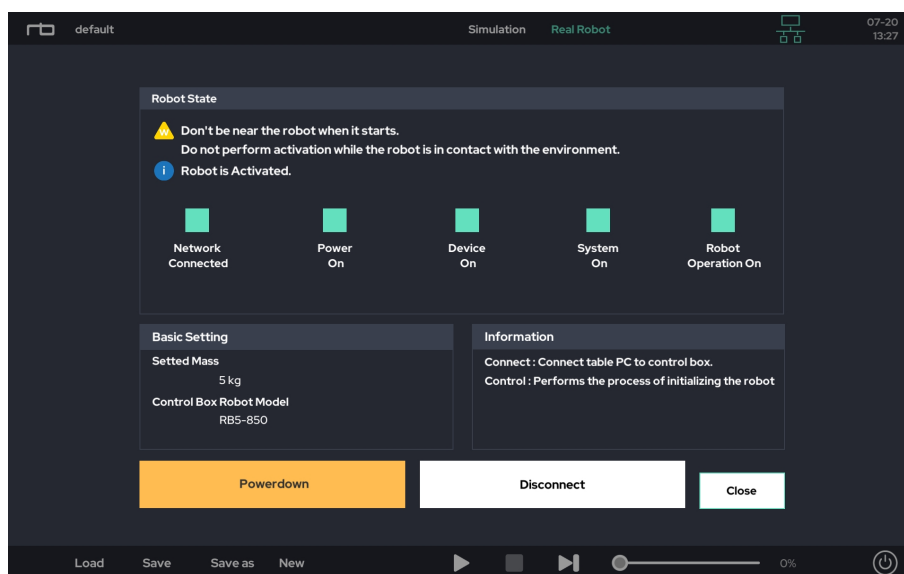 rb default Simulation Real Robot 07-20
13:27
Robot State
W Don't be near the robot when it starts.
Do not perform activation while the robot is in contact with the environment.
i Robot is Activated.
Network Power Device System Robot
Connected On On On Operation On
Basic Setting
Setted Mass
5 kg
Control Box Robot Model
RB5-850
Information
Connect : Connect table PC to control box.
Control : Performs the process of initializing the robot
Powerdown Disconnect Close
Load Save Save as New 0%